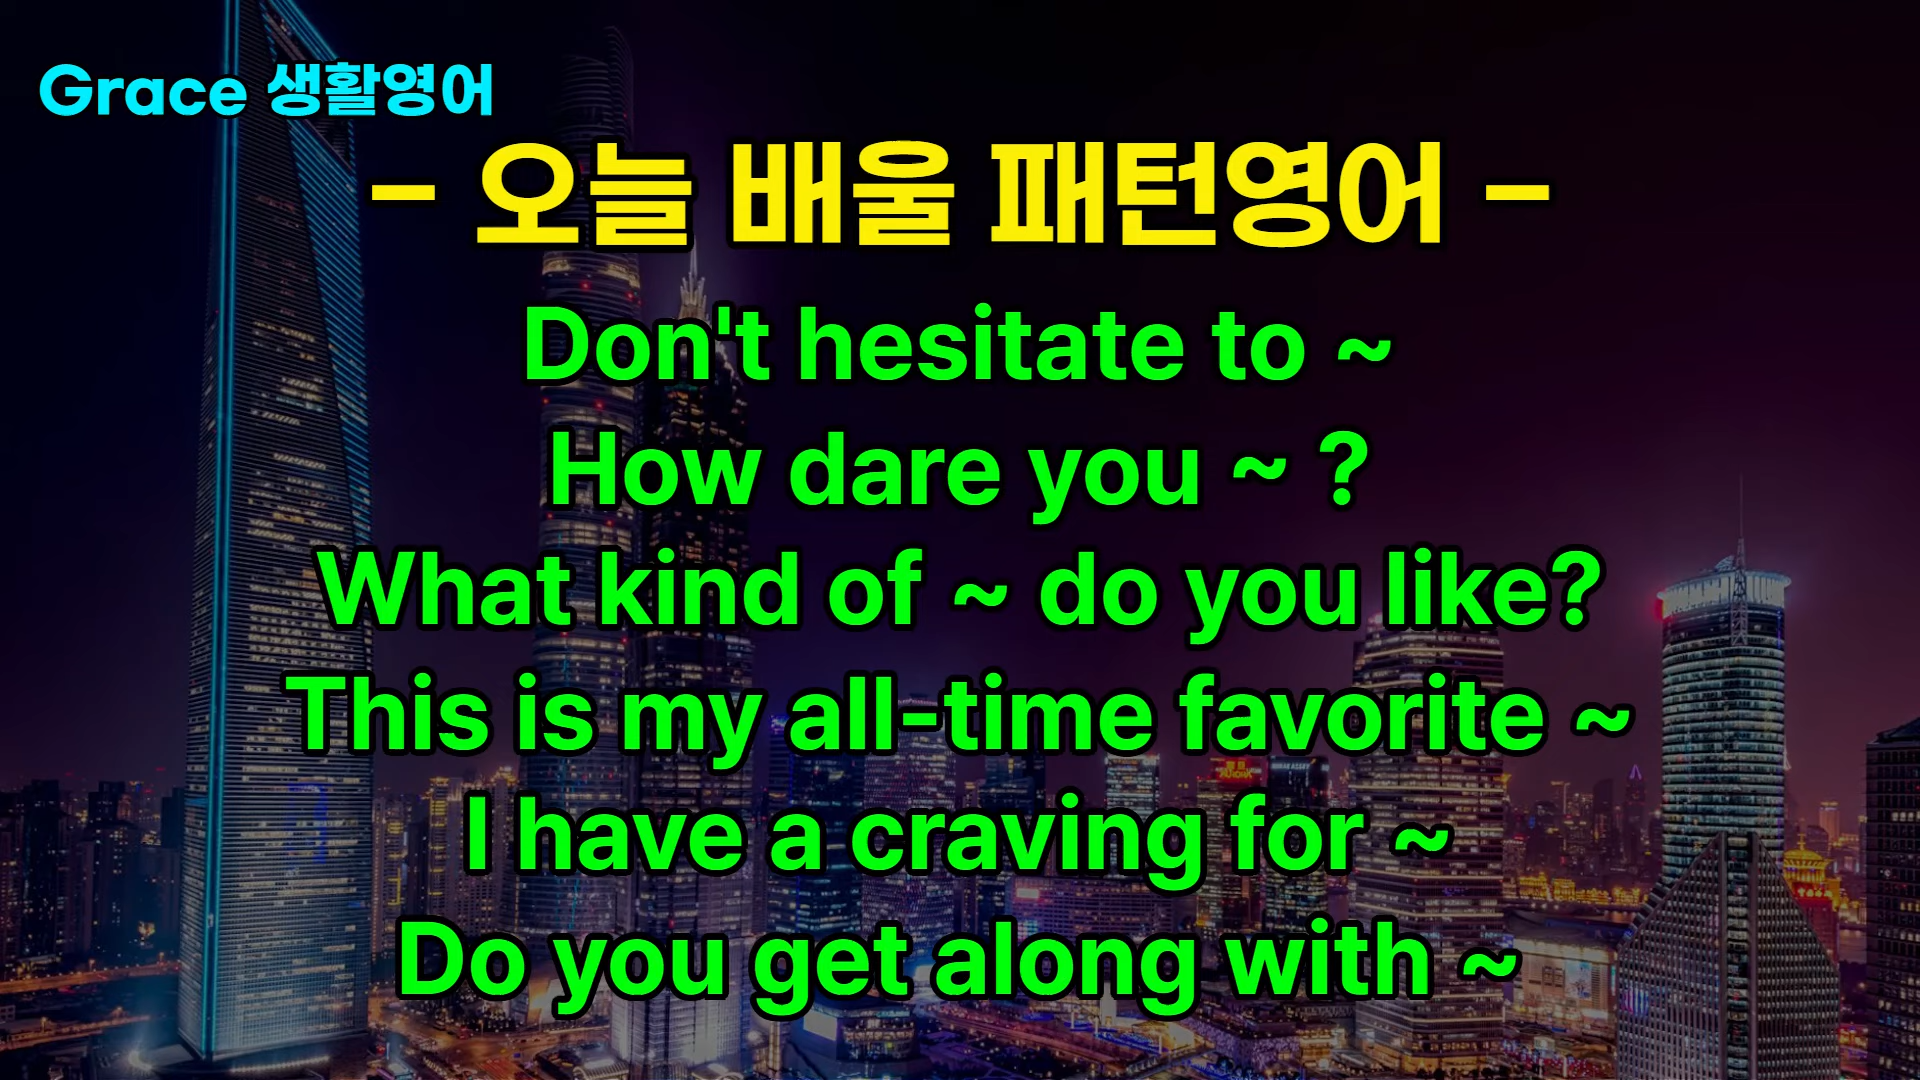 Grace 생활영어
- 오늘 배울 패턴영어 -
Don't hesitate to ~
How dare you ~ ?
What kind of ~ do you like?
This is my all-time favorite ~
I have a craving for ~
Do you get along with ~